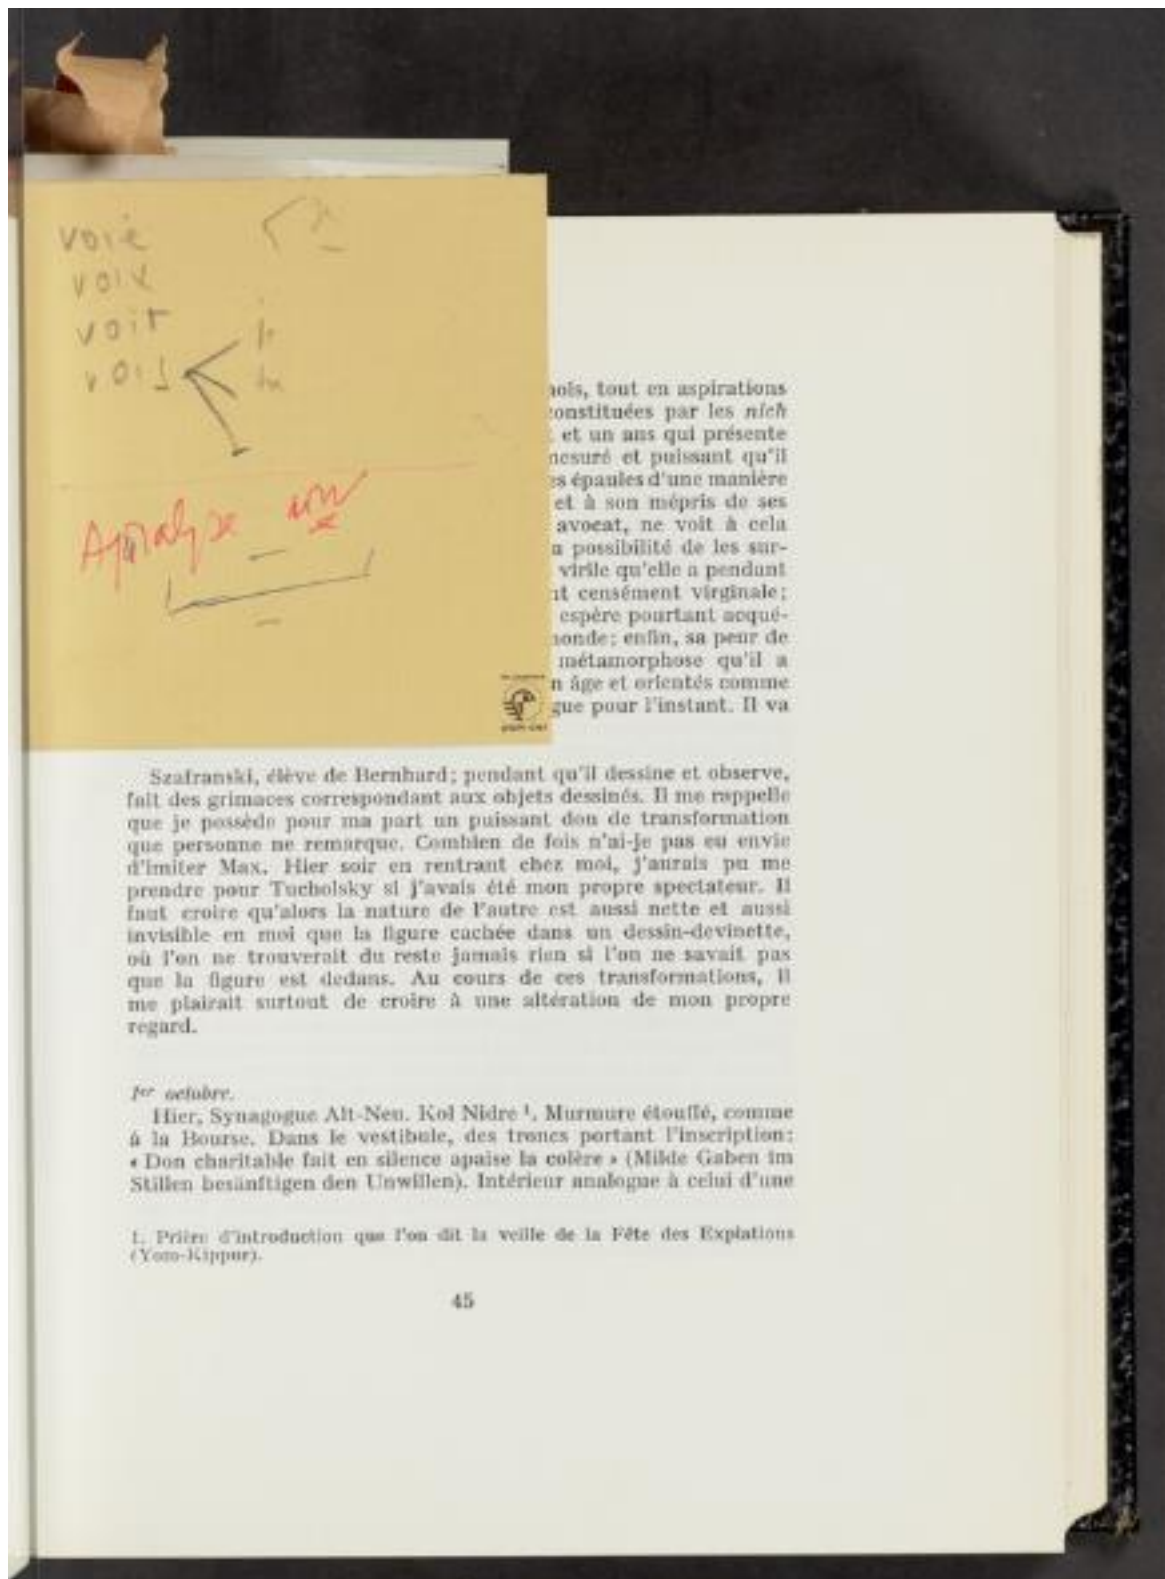 voie
voix
voit
vois
nois, tout en aspirations
constituées par les nich
et un ans qui présente
mesuré et puissant qu'il
es épaules d'une manière
et à son mépris de ses
avocat, ne voit à cela
a possibilité de les sur-
virile qu'elle a pendant
nt censément virginale;
espère pourtant acqué-
monde; enfin, sa peur de
métamorphose qu'il a
n âge et orientés comme
gue pour l'instant. Il va
Szafranski, élève de Bernhard; pendant qu'il dessine et observe,
fait des grimaces correspondant aux objets dessinés. Il me rappelle
que je possède pour ma part un puissant don de transformation
que personne ne remarque. Combien de fois n'ai-je pas eu envie
d'imiter Max. Hier soir en rentrant chez moi, j'aurais pu me
prendre pour Tucholsky si j'avais été mon propre spectateur. Il
faut croire qu'alors la nature de l'autre est aussi nette et aussi
invisible en moi que la figure cachée dans un dessin-devinette,
où l'on ne trouverait du reste jamais rien si l'on ne savait pas
que la figure est dedans. Au cours de ces transformations, il
me plairait surtout de croire à une altération de mon propre
regard.
1er octobre.
Hier, Synagogue Alt-Neu. Kol Nidre 1. Murmure étouffé, comme
à la Bourse. Dans le vestibule, des troncs portant l'inscription:
« Don charitable fait en silence apaise la colère » (Milde Gaben im
Stillen besänftigen den Unwillen). Intérieur analogue à celui d'une
1. Prière d'introduction que l'on dit la veille de la Fête des Expiations
(Yom-Kippur).
45